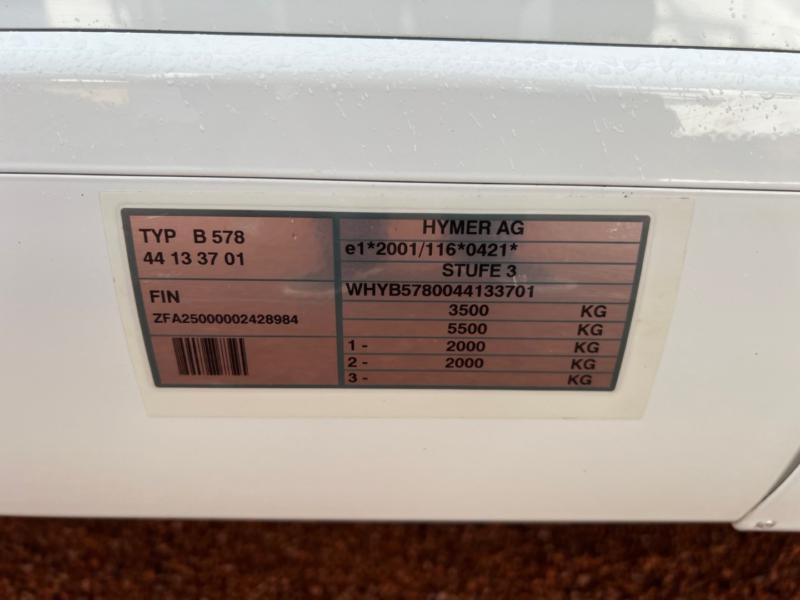 TYP B 578
44 13 37 01
FIN
ZFA25000002428984
HYMER AG
e1*2001/116*0421*
STUFE 3
WHYB5780044133701
3500 KG
5500 KG
1 - 2000 KG
2 - 2000 KG
3 - KG